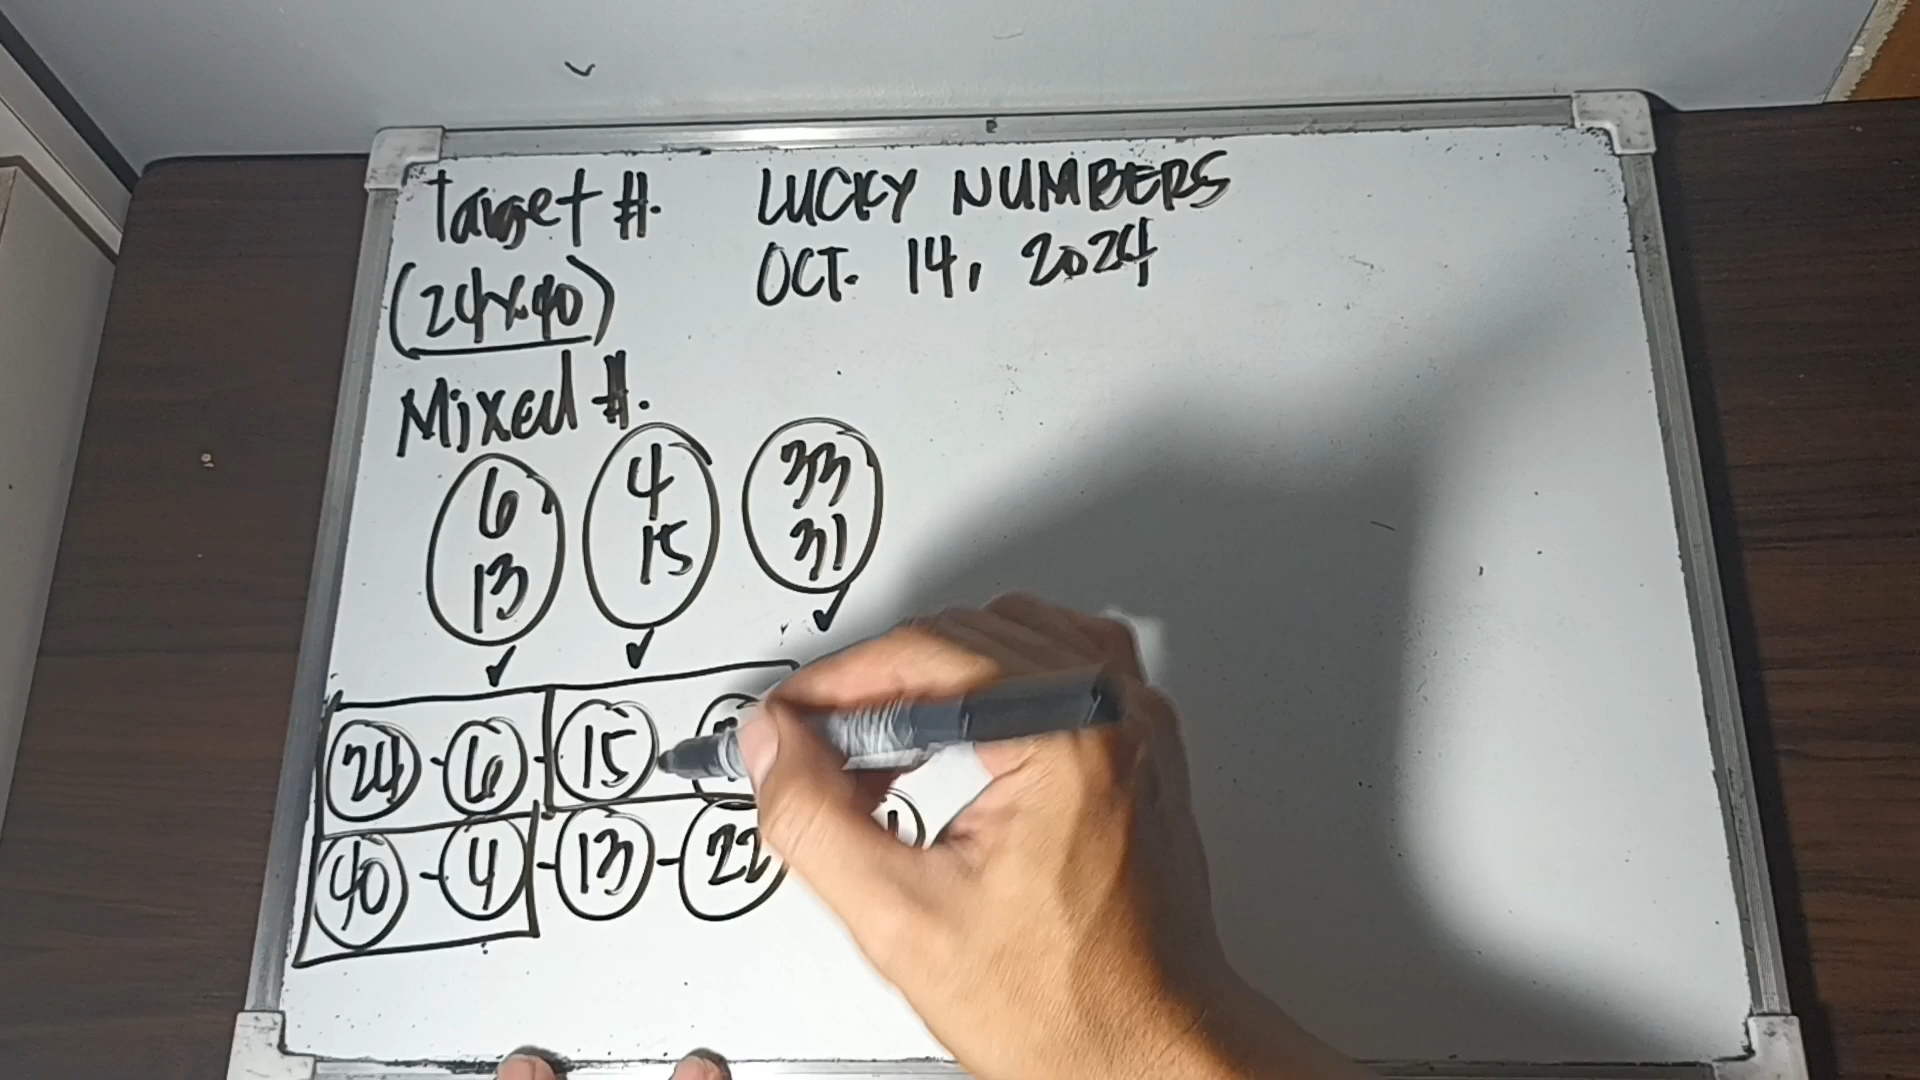 Target #. LUCKY NUMBERS
(24x40) OCT. 14, 2024
Mixed #.
6 4 33
13 15 31
24 - 6 - 15
40 - 4 - 13 - 22